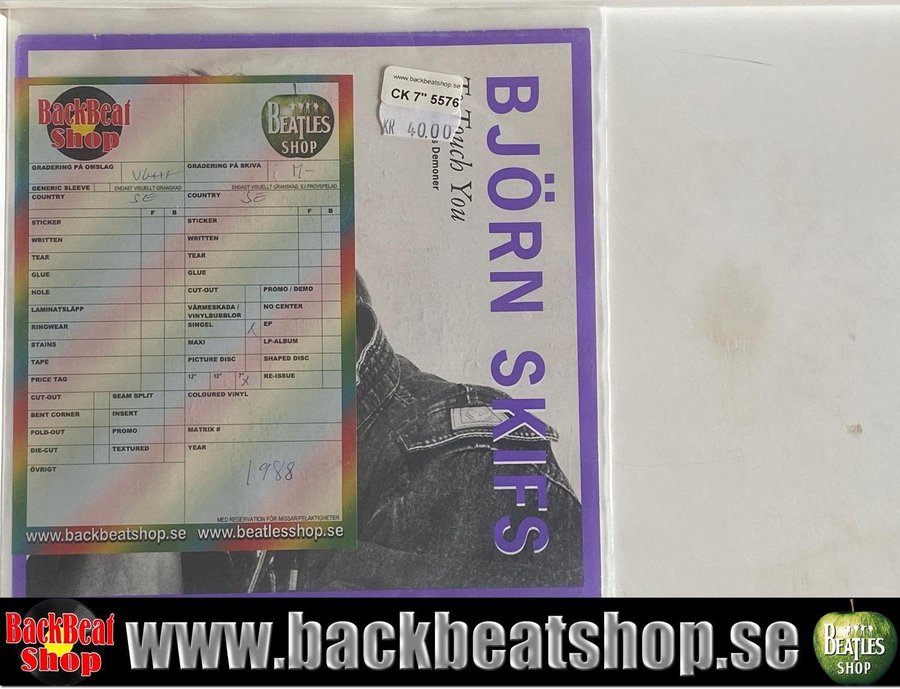 BackBeat
Shop
BEATLES
SHOP
GRADERING PÅ OMSLAG
VG+++
GRADERING PÅ SKIVA
M-
GENERIC SLEEVE
ENDAST VISUELLT GRANSKAD
ENDAST VISUELLT GRANSKAD, EJ PROVSPELAD
COUNTRY
SE
COUNTRY
SE
F B
F B
STICKER
STICKER
WRITTEN
WRITTEN
TEAR
TEAR
GLUE
GLUE
HOLE
CUT-OUT
PROMO / DEMO
LAMINATSLÄPP
VÄRMESKADA /
VINYLBUBBLOR
NO CENTER
RINGWEAR
SINGEL
X
EP
STAINS
MAXI
LP-ALBUM
TAPE
PICTURE DISC
SHAPED DISC
PRICE TAG
12"
10"
7" X
RE-ISSUE
CUT-OUT
SEAM SPLIT
COLOURED VINYL
BENT CORNER
INSERT
FOLD-OUT
PROMO
MATRIX #
DIE-CUT
TEXTURED
YEAR
1988
ÖVRIGT
MED RESERVATION FÖR MISSAR/FELAKTIGHETER
www.backbeatshop.se www.beatlesshop.se
www.backbeatshop.se
CK 7" 5576
KR 40.00
BJÖRN SKIFS
Touch You
Demoner
BackBeat
Shop
www.backbeatshop.se
BEATLES
SHOP